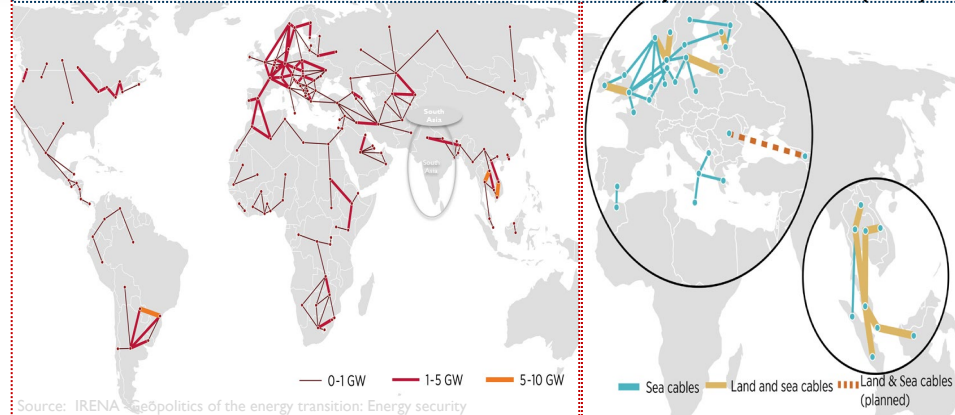 South
Asia
South
Asia
0-1 GW
1-5 GW
5-10 GW
Source: IRENA - Geopolitics of the energy transition: Energy security
Sea cables
Land and sea cables
Land & Sea cables
(planned)